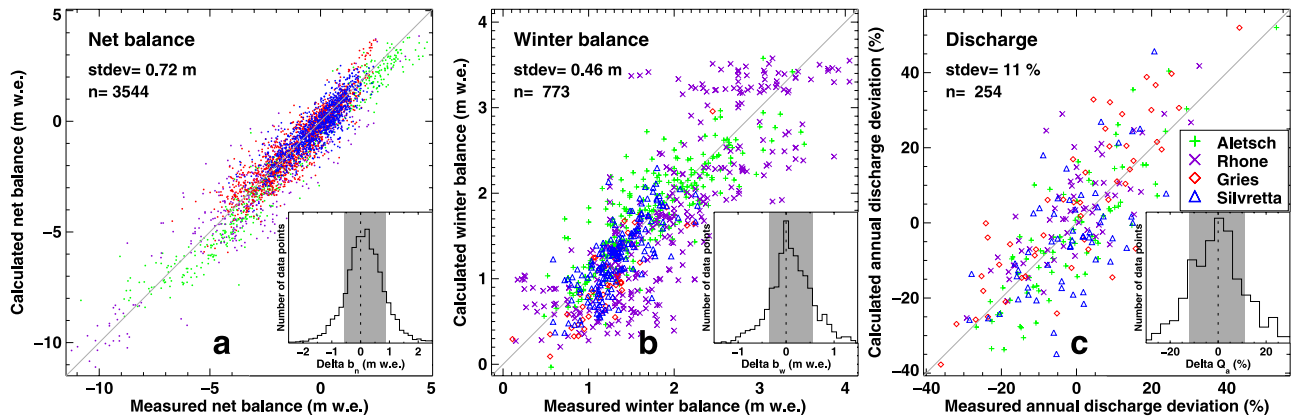 Net balance
stdev= 0.72 m
n= 3544
Calculated net balance (m w.e.)
5
0
−5
−10
−10
−5
0
5
Measured net balance (m w.e.)
a
Number of data points
−2
−1
0
1
2
Delta bn (m w.e.)
Winter balance
stdev= 0.46 m
n= 773
Calculated winter balance (m w.e.)
4
3
2
1
0
0
1
2
3
4
Measured winter balance (m w.e.)
b
Number of data points
−1
0
1
Delta bw (m w.e.)
Discharge
stdev= 11 %
n= 254
Calculated annual discharge deviation (%)
40
20
0
−20
−40
−40
−20
0
20
40
60
Measured annual discharge deviation (%)
Aletsch
Rhone
Gries
Silvretta
c
Number of data points
−20
0
20
Delta Qa (%)